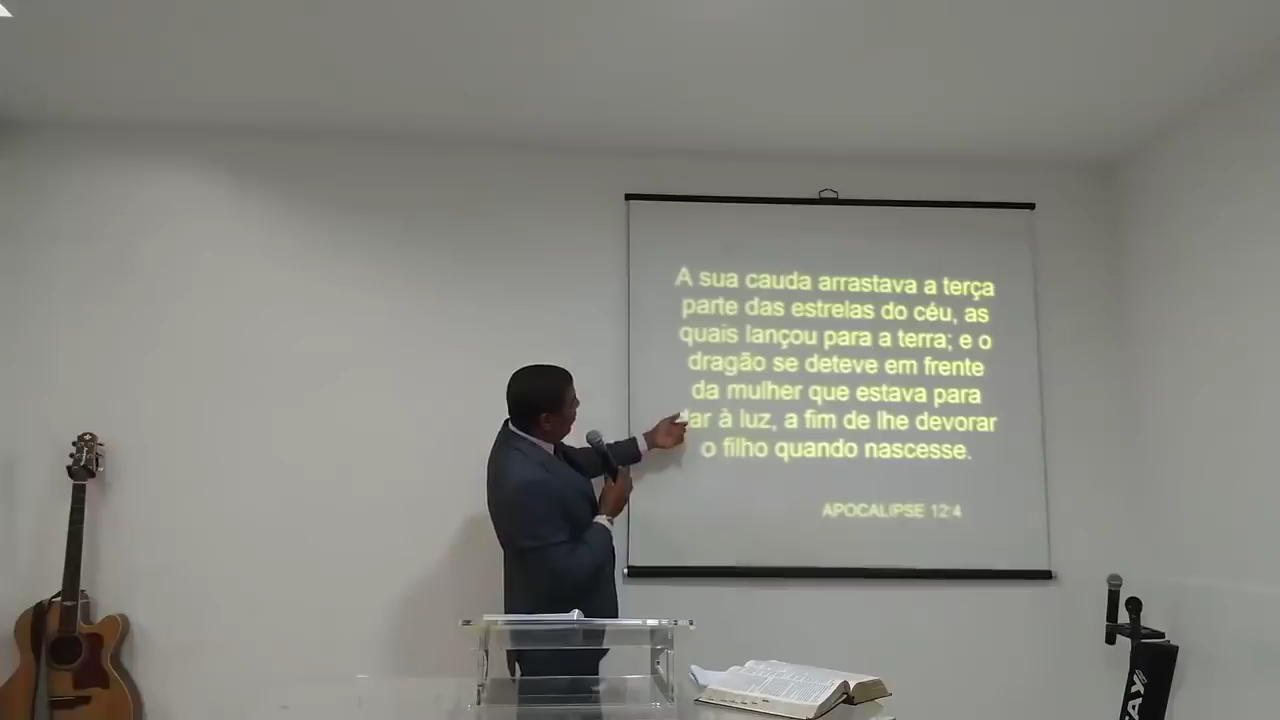 A sua cauda arrastava a terça
parte das estrelas do céu, as
quais lançou para a terra; e o
dragão se deteve em frente
da mulher que estava para
dar à luz, a fim de lhe devorar
o filho quando nascesse.
APOCALIPSE 12:4